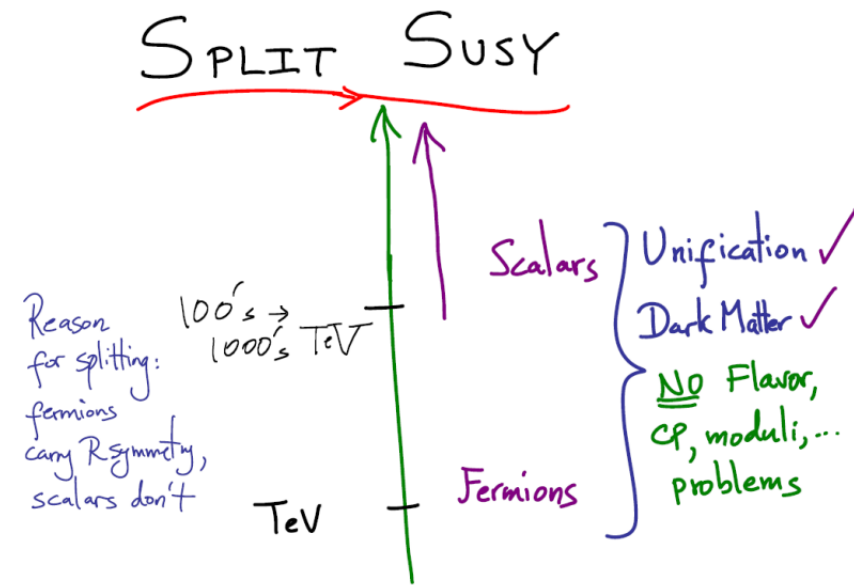 SPLIT SUSY
Scalars
Unification ✓
Dark Matter ✓
NO Flavor,
CP, moduli,...
problems
100's →
1000's TeV
Reason
for splitting:
fermions
carry R symmetry,
scalars don't
Fermions
TeV